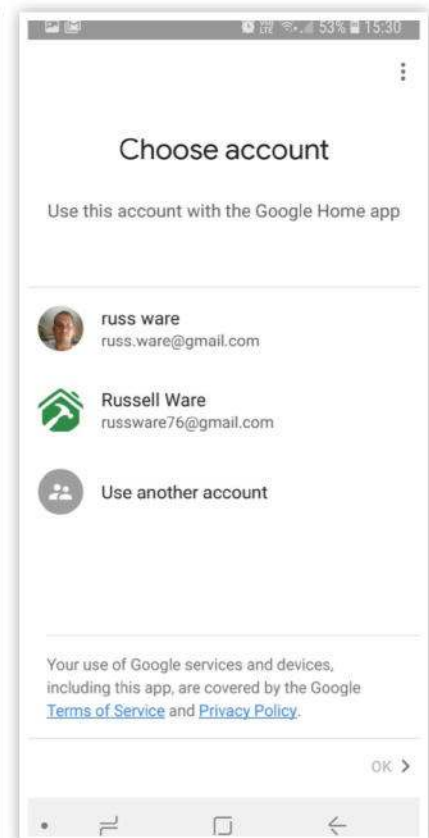 53% 15:30
Choose account
Use this account with the Google Home app
russ ware
russ.ware@gmail.com
Russell Ware
russware76@gmail.com
Use another account
Your use of Google services and devices,
including this app, are covered by the Google
Terms of Service and Privacy Policy.
OK